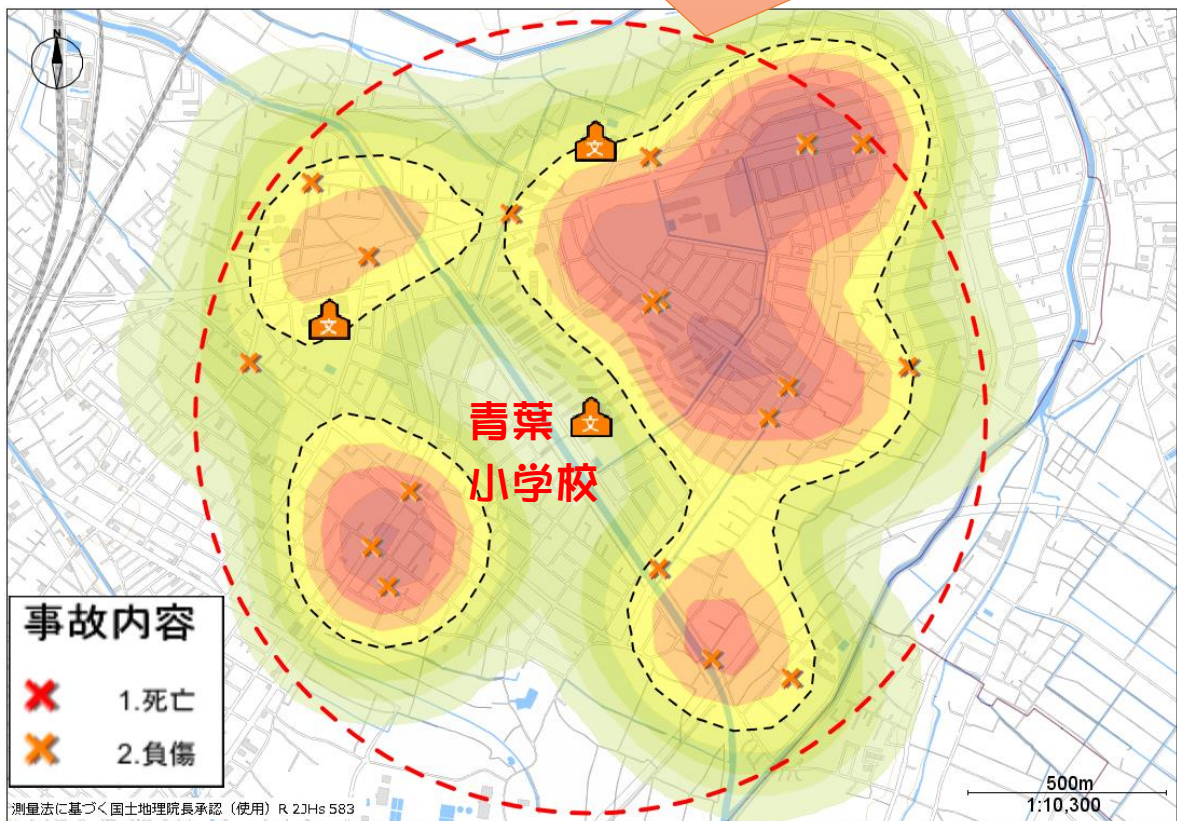 N
文
文
文
青葉
小学校
事故内容
1.死亡
2.負傷
500m
1:10,300
測量法に基づく国土地理院長承認（使用）R 2JHs 583